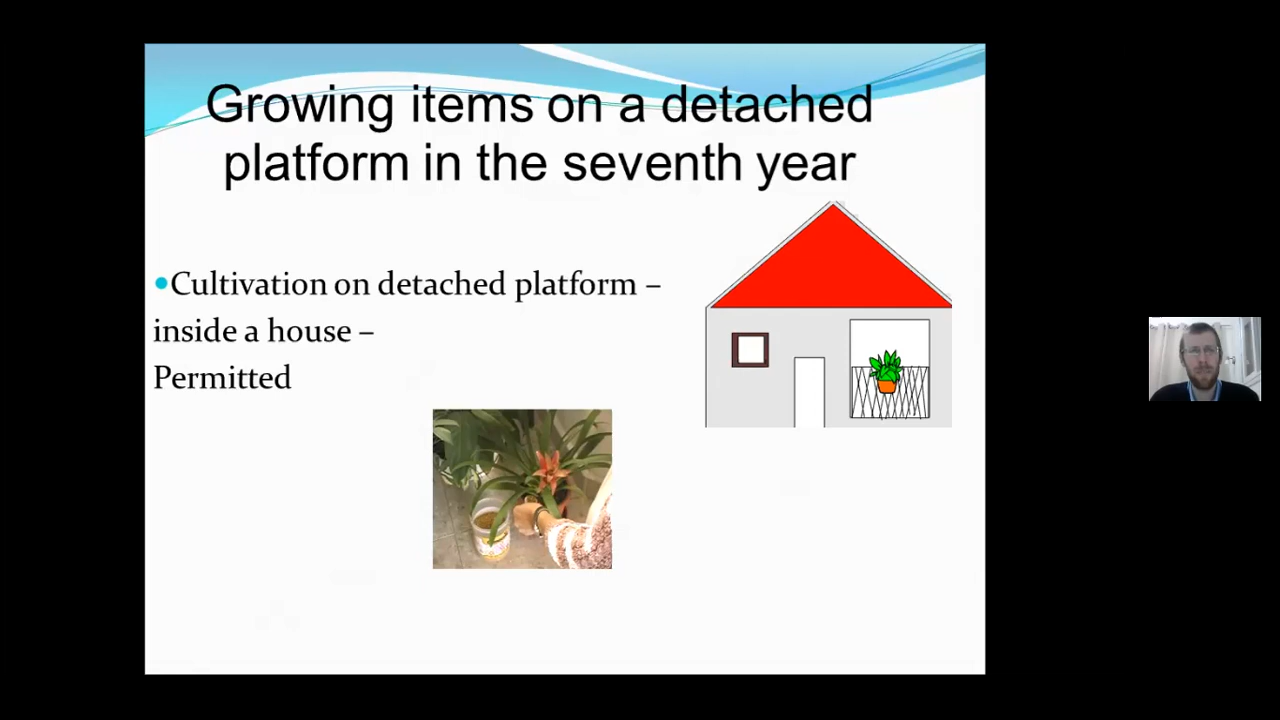 Growing items on a detached
platform in the seventh year
•Cultivation on detached platform –
inside a house –
Permitted